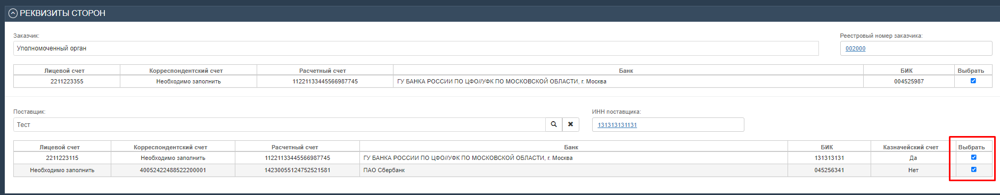 РЕКВИЗИТЫ СТОРОН
Заказчик: Реестровый номер заказчика:
Уполномоченный орган 002000
Лицевой счет Корреспондентский счет Расчетный счет Банк БИК Выбрать
2211223355 Необходимо заполнить 11221133445566987745 ГУ БАНКА РОССИИ ПО ЦФО//УФК ПО МОСКОВСКОЙ ОБЛАСТИ, г. Москва 004525987
Поставщик: ИНН поставщика:
Тест 131313131131
Лицевой счет Корреспондентский счет Расчетный счет Банк БИК Казначейский счет Выбрать
2211223115 Необходимо заполнить 11221133445566987745 ГУ БАНКА РОССИИ ПО ЦФО//УФК ПО МОСКОВСКОЙ ОБЛАСТИ, г. Москва 131313131 Да
Необходимо заполнить 40052422488522200001 14230055124752521581 ПАО Сбербанк 045256341 Нет